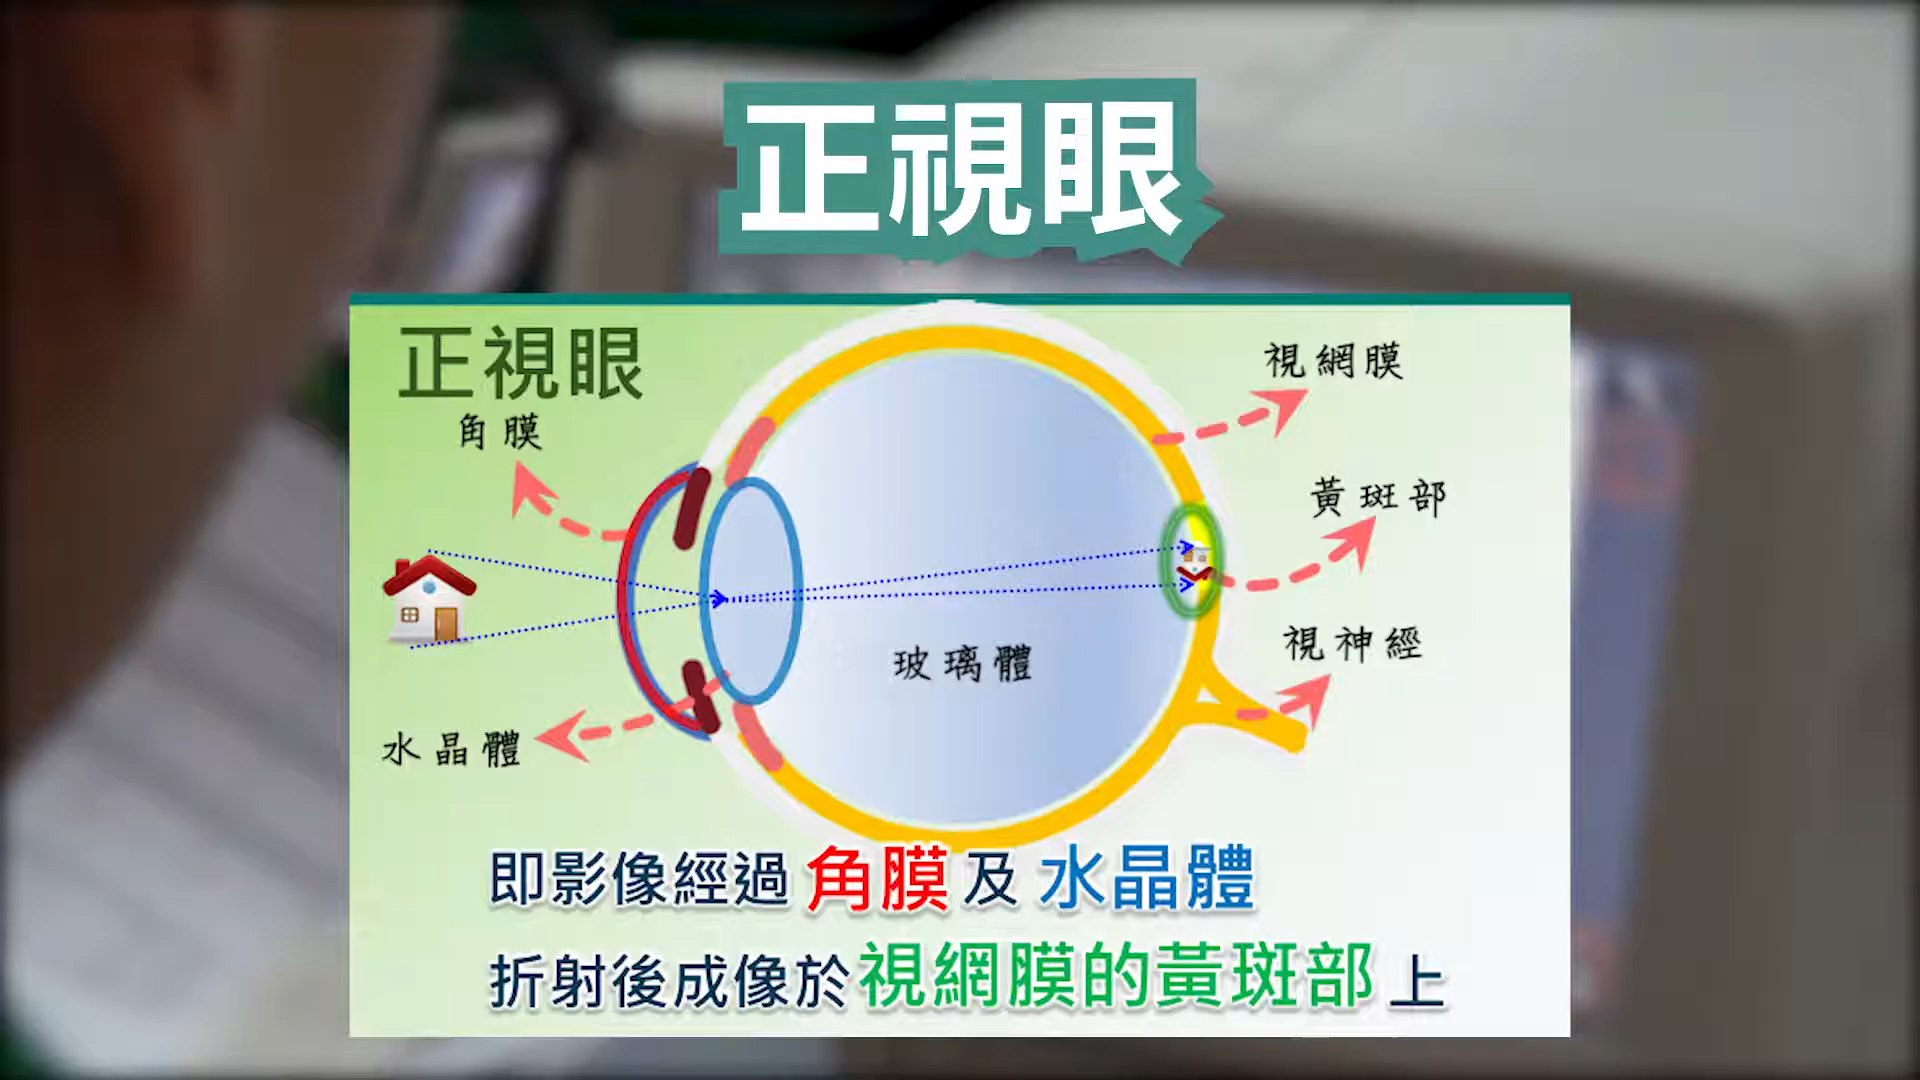 正視眼
正視眼
角膜
視網膜
黃斑部
視神經
玻璃體
水晶體
即影像經過角膜及水晶體
折射後成像於視網膜的黃斑部上